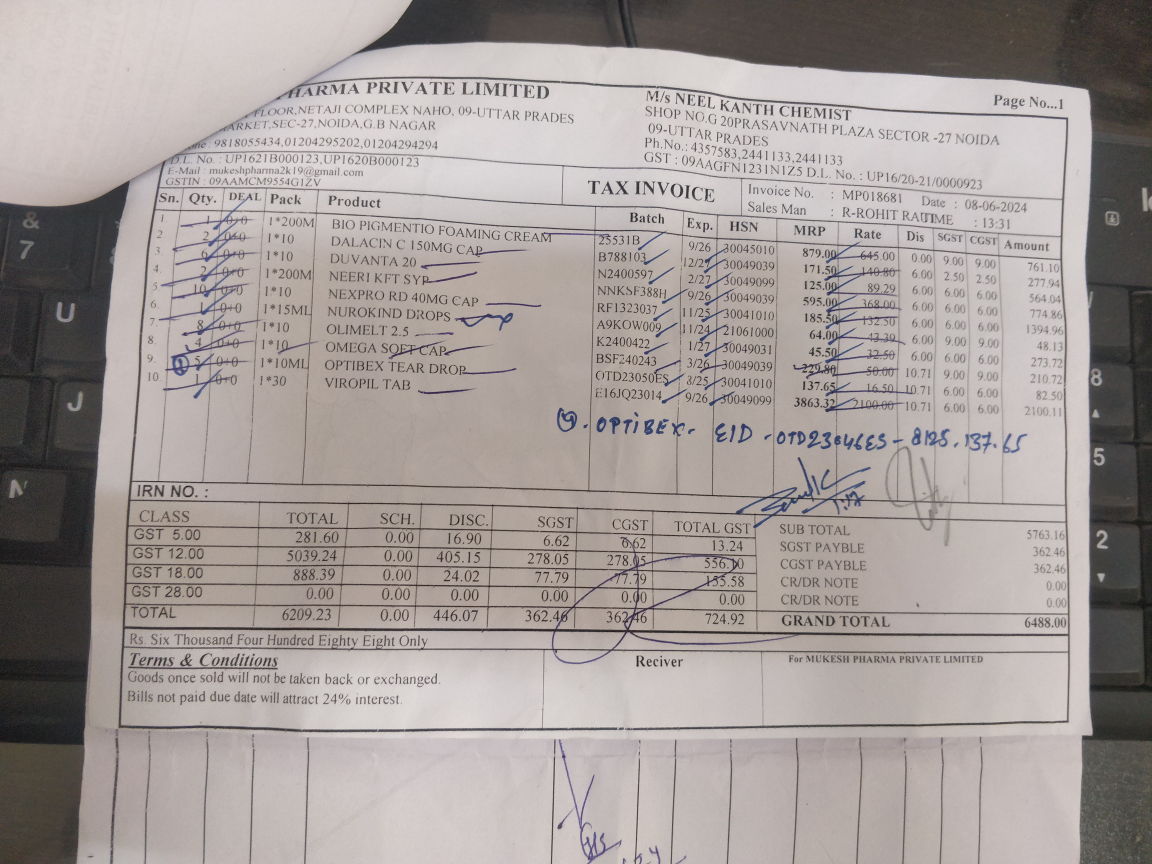 HARMA PRIVATE LIMITED
FLOOR,NETAJI COMPLEX NAHO, 09-UTTAR PRADES
MARKET,SEC-27,NOIDA,G.B NAGAR
: 9818055434,01204295202,01204294294
D.L. No. : UP1621B000123,UP1620B000123
E-Mail : mukeshpharma2k19@gmail.com
GSTIN : 09AAMCM9554G1ZV
Page No...1
M/s NEEL KANTH CHEMIST
SHOP NO.G 20PRASAVNATH PLAZA SECTOR -27 NOIDA
09-UTTAR PRADES
Ph.No.: 4357583,2441133,2441133
GST : 09AAGFN1231N1Z5 D.L. No. : UP16/20-21/0000923
TAX INVOICE
Invoice No. : MP018681 Date : 08-06-2024
Sales Man : R-ROHIT TIME : 13:31
Sn. Qty. DEAL Pack Product Batch Exp. HSN MRP Rate Dis SGST CGST Amount
1. 1 0+0 1*200M BIO PIGMENTIO FOAMING CREAM 25531B 9/26 30045010 879.00 645.00 0.00 9.00 9.00 761.10
2. 2 0+0 1*10 DALACIN C 150MG CAP B788103 12/27 30049039 171.50 140.80 6.00 2.50 2.50 277.94
3. 0+0 1*10 DUVANTA 20 N2400597 2/27 30049099 125.00 89.29 6.00 6.00 6.00 564.04
4. 2 0+0 1*200M NEERI KFT SYP NNKSF388H 9/26 30049039 595.00 368.00 6.00 6.00 6.00 774.86
5. 10 0+0 1*10 NEXPRO RD 40MG CAP RF1323037 11/25 30041010 185.50 132.50 6.00 6.00 6.00 1394.96
6. 1 0+0 1*15ML NUROKIND DROPS A9KOW009 11/24 21061000 64.00 43.39 6.00 9.00 9.00 48.13
7. 8 0+0 1*10 OLIMELT 2.5 K2400422 1/27 30049031 45.50 32.50 6.00 6.00 6.00 273.72
8. 4 0+0 1*10 OMEGA SOFT CAP BSF240243 3/26 30049039 229.80 50.00 10.71 9.00 9.00 210.72
9. 5 0+0 1*10ML OPTIBEX TEAR DROP OTD23050ES 8/25 30041010 137.65 16.50 10.71 6.00 6.00 82.50
10. 0+0 1*30 VIROPIL TAB E16JQ23014 9/26 30049099 3863.32 2100.00 10.71 6.00 6.00 2100.11
OPTIBEX- EID - OTD23046ES - 8125.137.65
IRN NO. :
CLASS TOTAL SCH. DISC. SGST CGST TOTAL GST
GST 5.00 281.60 0.00 16.90 6.62 6.62 13.24
GST 12.00 5039.24 0.00 405.15 278.05 278.05 556.10
GST 18.00 888.39 0.00 24.02 77.79 77.79 155.58
GST 28.00 0.00 0.00 0.00 0.00 0.00 0.00
TOTAL 6209.23 0.00 446.07 362.46 362.46 724.92
SUB TOTAL 5763.16
SGST PAYBLE 362.46
CGST PAYBLE 362.46
CR/DR NOTE 0.00
CR/DR NOTE 0.00
GRAND TOTAL 6488.00
Rs. Six Thousand Four Hundred Eighty Eight Only
Terms & Conditions
Goods once sold will not be taken back or exchanged.
Bills not paid due date will attract 24% interest.
Reciver
For MUKESH PHARMA PRIVATE LIMITED